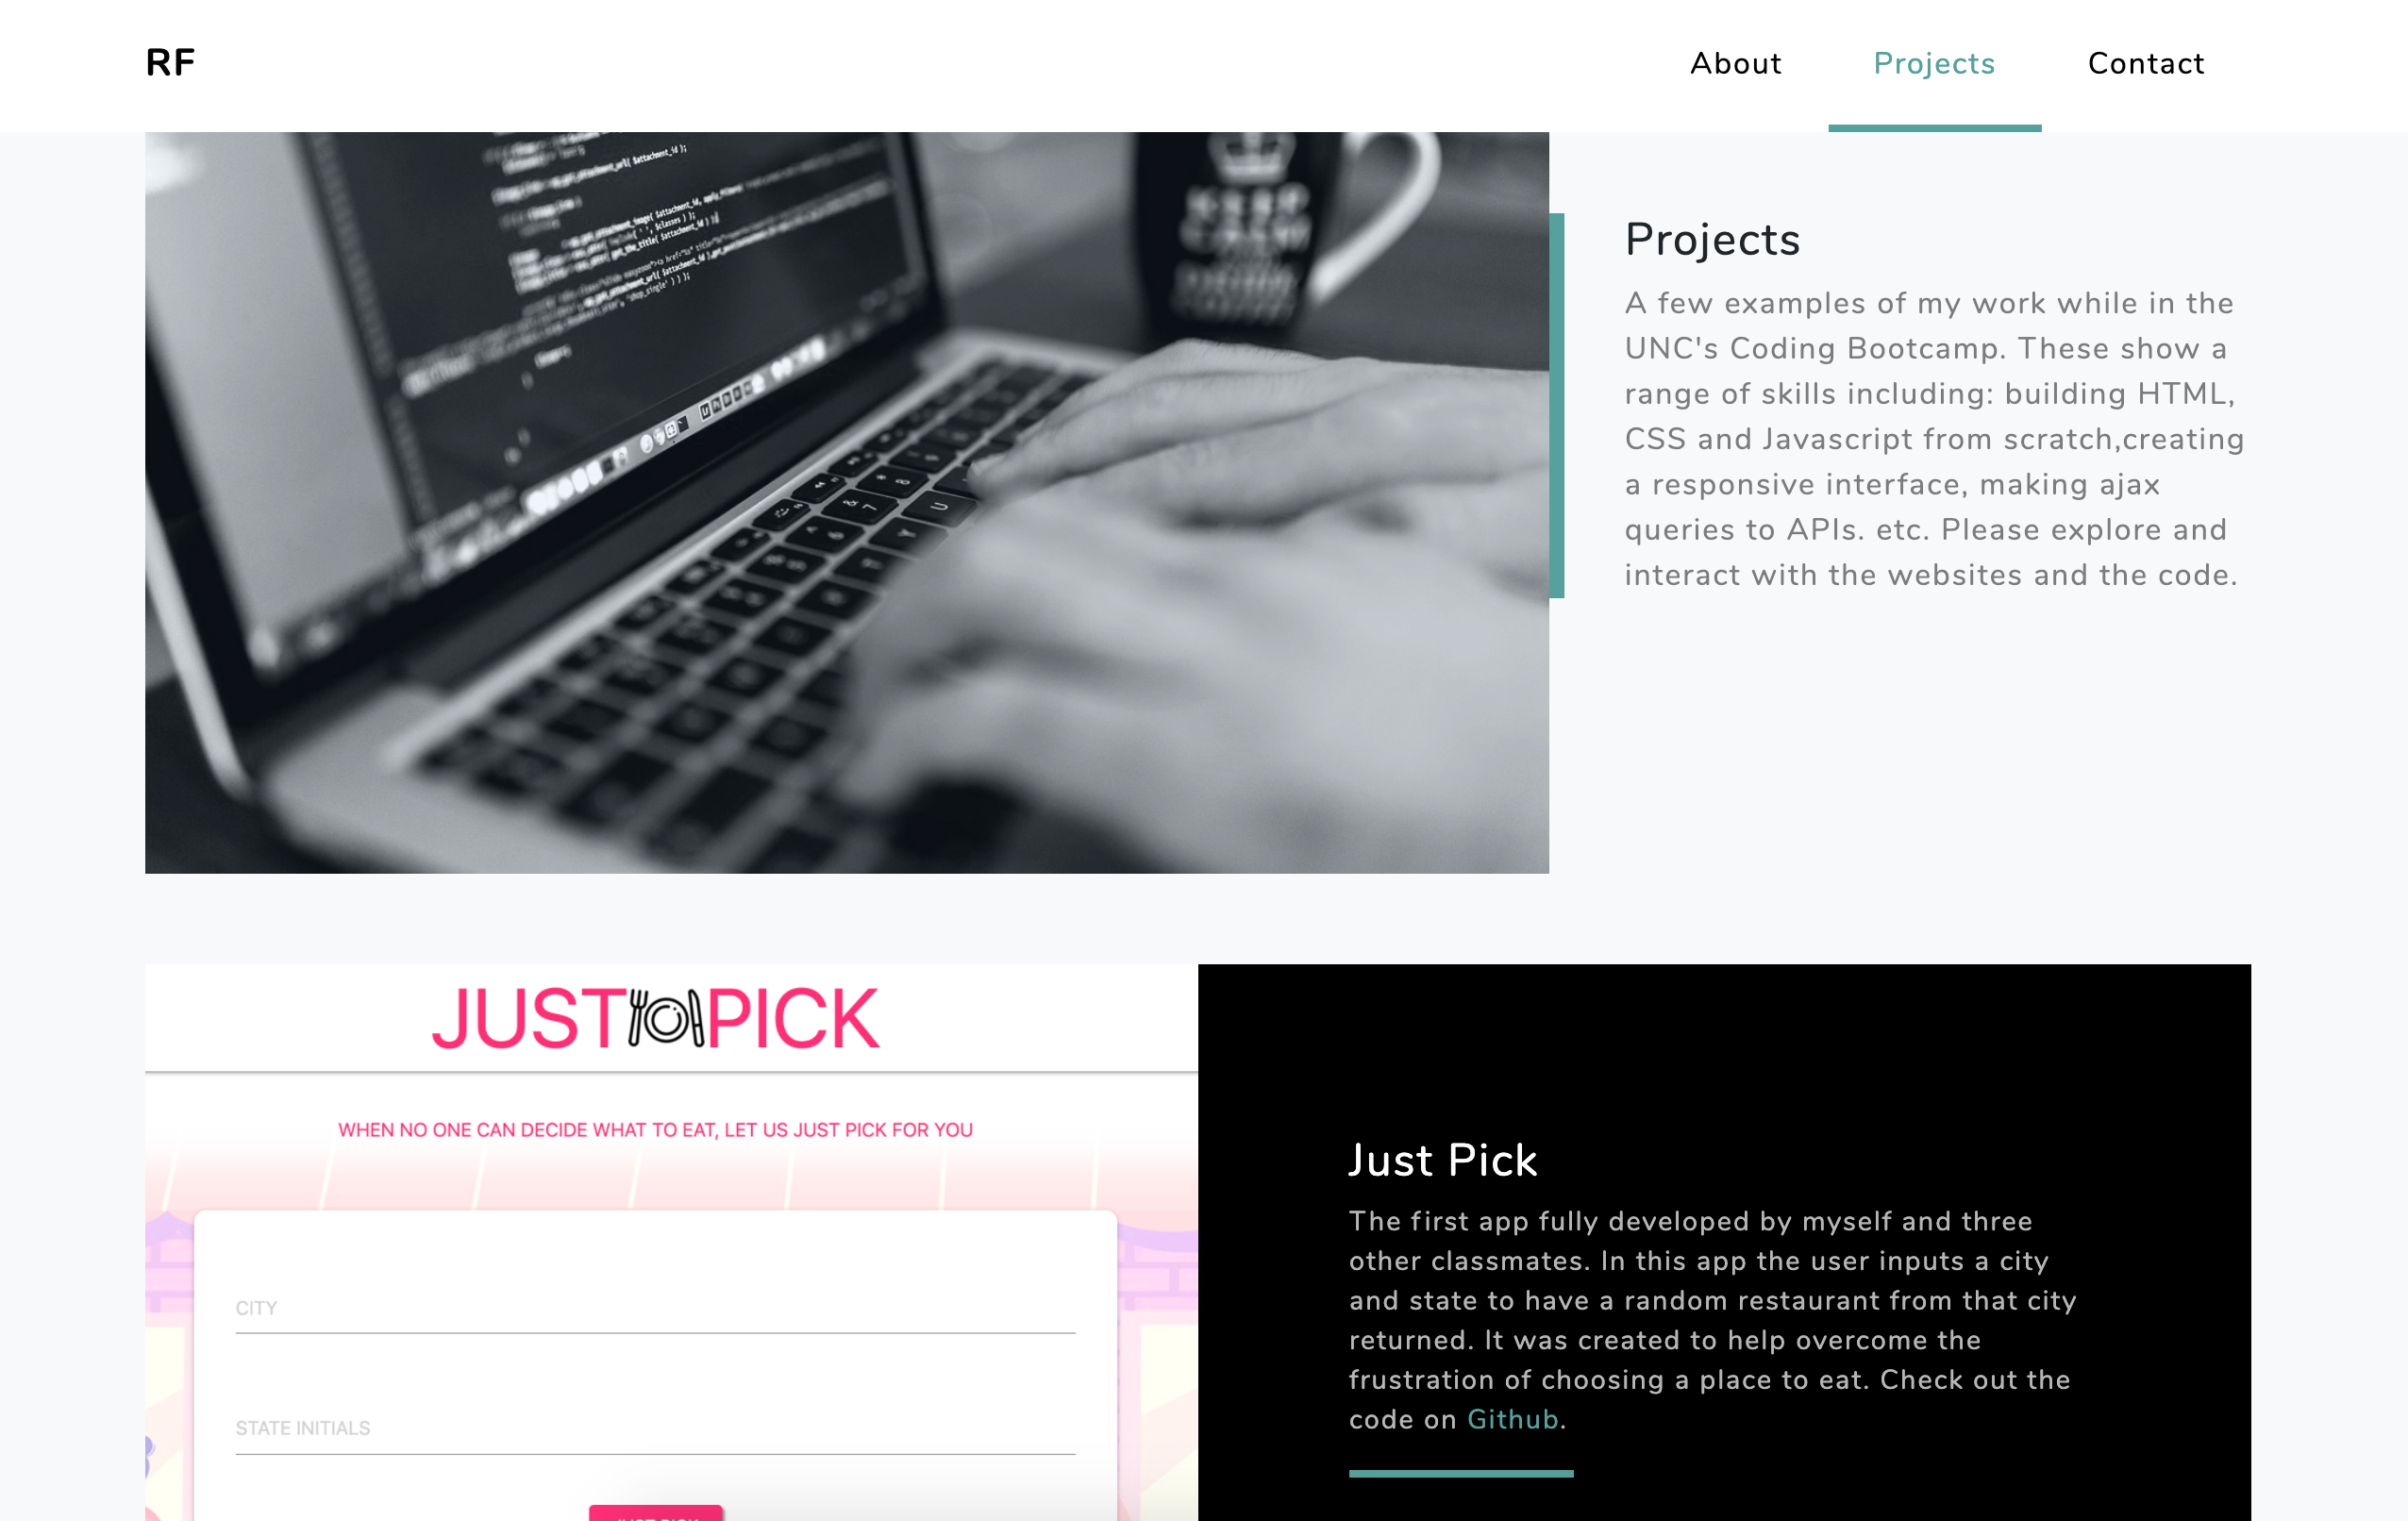 RF
About
Projects
Contact
Projects
A few examples of my work while in the
UNC's Coding Bootcamp. These show a
range of skills including: building HTML,
CSS and Javascript from scratch,creating
a responsive interface, making ajax
queries to APIs. etc. Please explore and
interact with the websites and the code.
JUST PICK
WHEN NO ONE CAN DECIDE WHAT TO EAT, LET US JUST PICK FOR YOU
CITY
STATE INITIALS
Just Pick
The first app fully developed by myself and three
other classmates. In this app the user inputs a city
and state to have a random restaurant from that city
returned. It was created to help overcome the
frustration of choosing a place to eat. Check out the
code on Github.